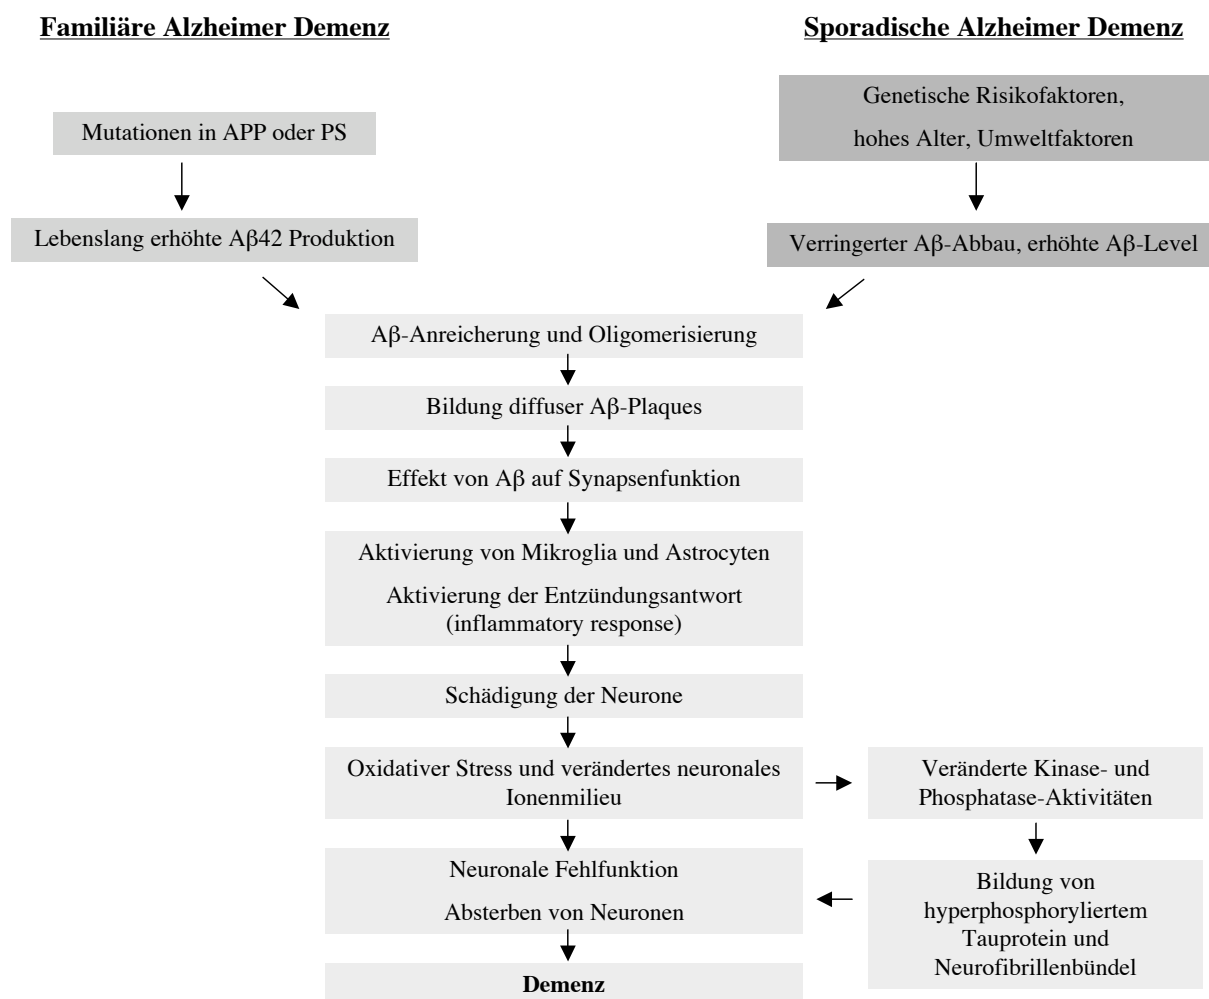 Familiäre Alzheimer Demenz
Sporadische Alzheimer Demenz
Mutationen in APP oder PS
Genetische Risikofaktoren,
hohes Alter, Umweltfaktoren
Lebenslang erhöhte Aβ42 Produktion
Verringerter Aβ-Abbau, erhöhte Aβ-Level
Aβ-Anreicherung und Oligomerisierung
Bildung diffuser Aβ-Plaques
Effekt von Aβ auf Synapsenfunktion
Aktivierung von Mikroglia und Astrocyten
Aktivierung der Entzündungsantwort
(inflammatory response)
Schädigung der Neurone
Oxidativer Stress und verändertes neuronales
Ionenmilieu
Veränderte Kinase- und
Phosphatase-Aktivitäten
Neuronale Fehlfunktion
Absterben von Neuronen
Bildung von
hyperphosphoryliertem
Tauprotein und
Neurofibrillenbündel
Demenz